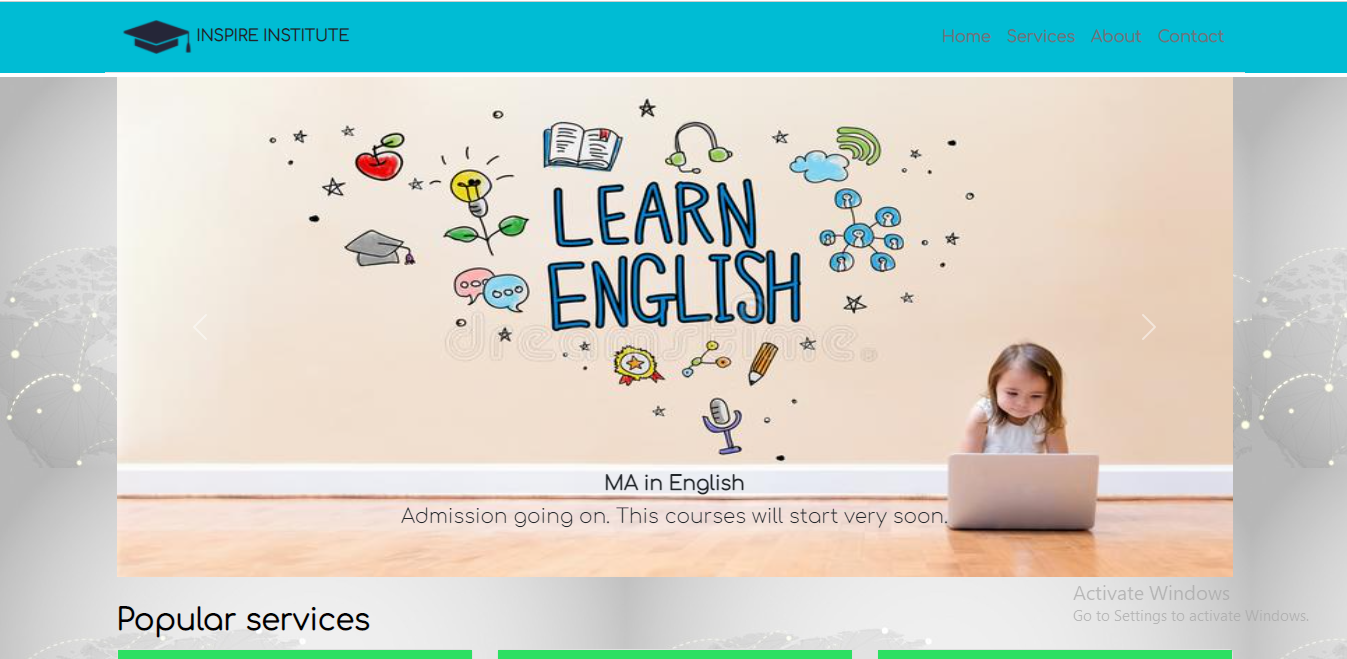 INSPIRE INSTITUTE
Home Services About Contact
LEARN
ENGLISH
dreamstime.
MA in English
Admission going on. This courses will start very soon.
Activate Windows
Go to Settings to activate Windows.
Popular services